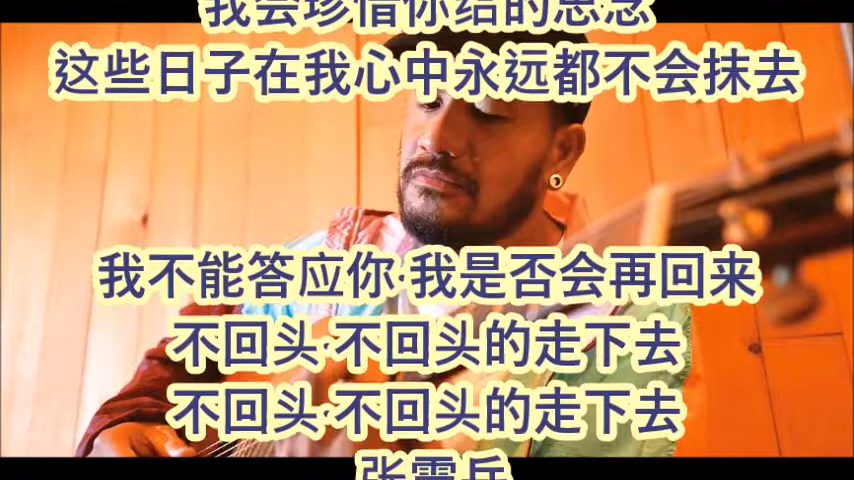 我会珍惜你给的思念
这些日子在我心中永远都不会抹去
我不能答应你·我是否会再回来
不回头·不回头的走下去
不回头·不回头的走下去
张震岳